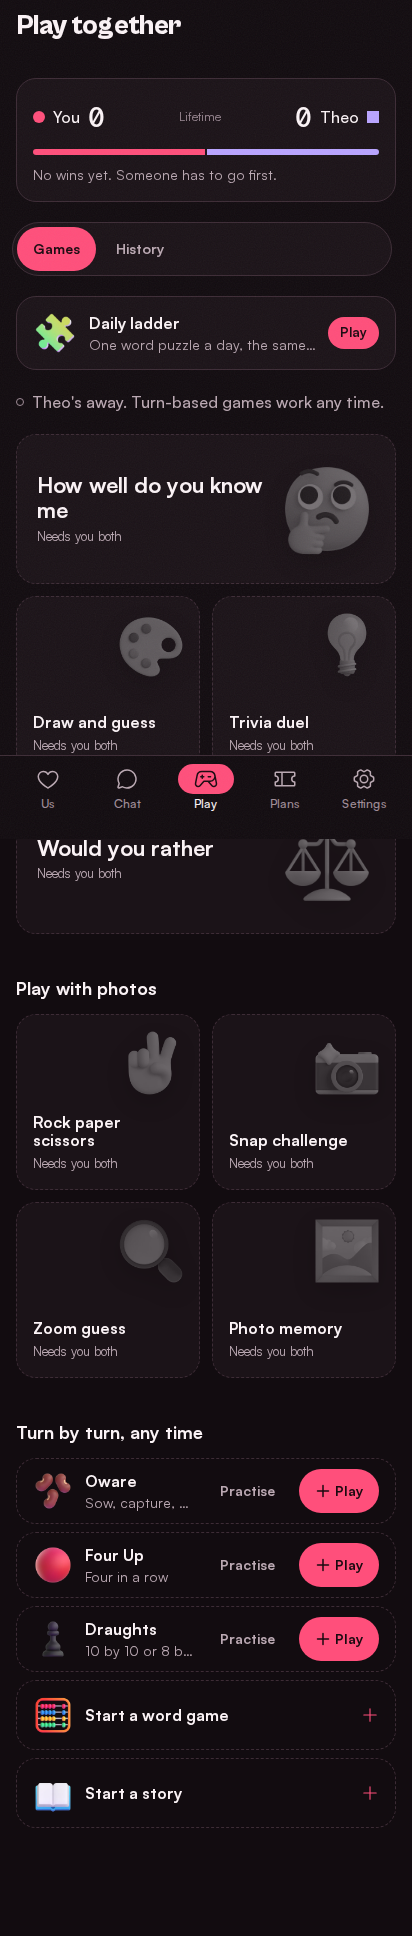 Play together
You 0 Lifetime 0 Theo
No wins yet. Someone has to go first.
Games History
Daily ladder
One word puzzle a day, the same...
Play
Theo's away. Turn-based games work any time.
How well do you know
me
Needs you both
Draw and guess
Needs you both
Trivia duel
Needs you both
Us Chat Play Plans Settings
Would you rather
Needs you both
Play with photos
Rock paper
scissors
Needs you both
Snap challenge
Needs you both
Zoom guess
Needs you both
Photo memory
Needs you both
Turn by turn, any time
Oware
Sow, capture, ...
Practise + Play
Four Up
Four in a row
Practise + Play
Draughts
10 by 10 or 8 b...
Practise + Play
Start a word game +
Start a story +